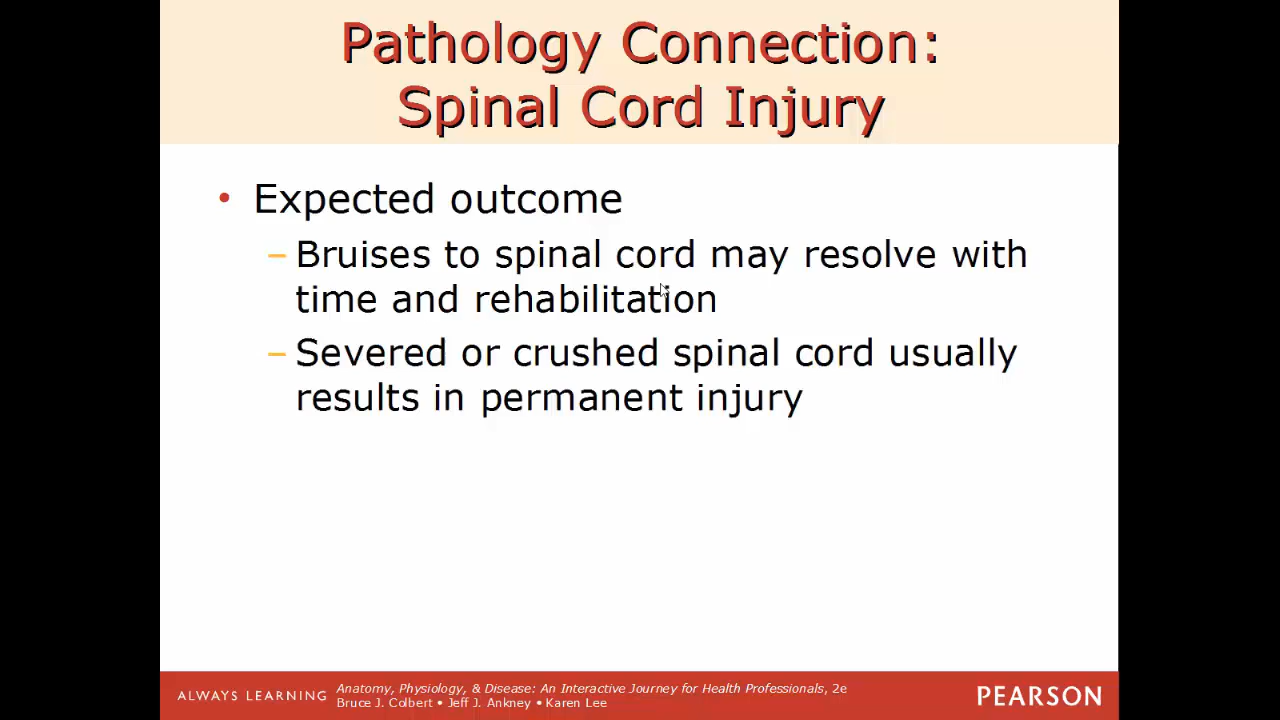 Pathology Connection:
Spinal Cord Injury
• Expected outcome
– Bruises to spinal cord may resolve with
time and rehabilitation
– Severed or crushed spinal cord usually
results in permanent injury
ALWAYS LEARNING
Anatomy, Physiology, & Disease: An Interactive Journey for Health Professionals, 2e
Bruce J. Colbert • Jeff J. Ankney • Karen Lee
PEARSON